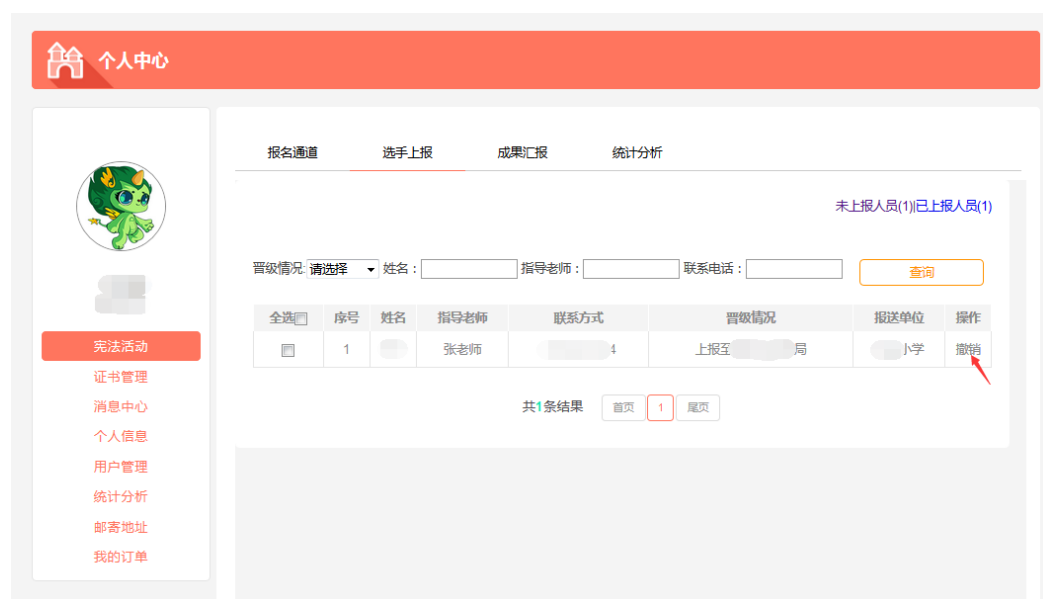 个人中心
报名通道 选手上报 成果汇报 统计分析
未上报人员(1)|已上报人员(1)
晋级情况: 请选择 姓名： 指导老师： 联系电话： 查询
全选 序号 姓名 指导老师 联系方式 晋级情况 报送单位 操作
1 张老师 4 上报至 局 小学 撤销
共1条结果 首页 1 尾页
宪法活动
证书管理
消息中心
个人信息
用户管理
统计分析
邮寄地址
我的订单